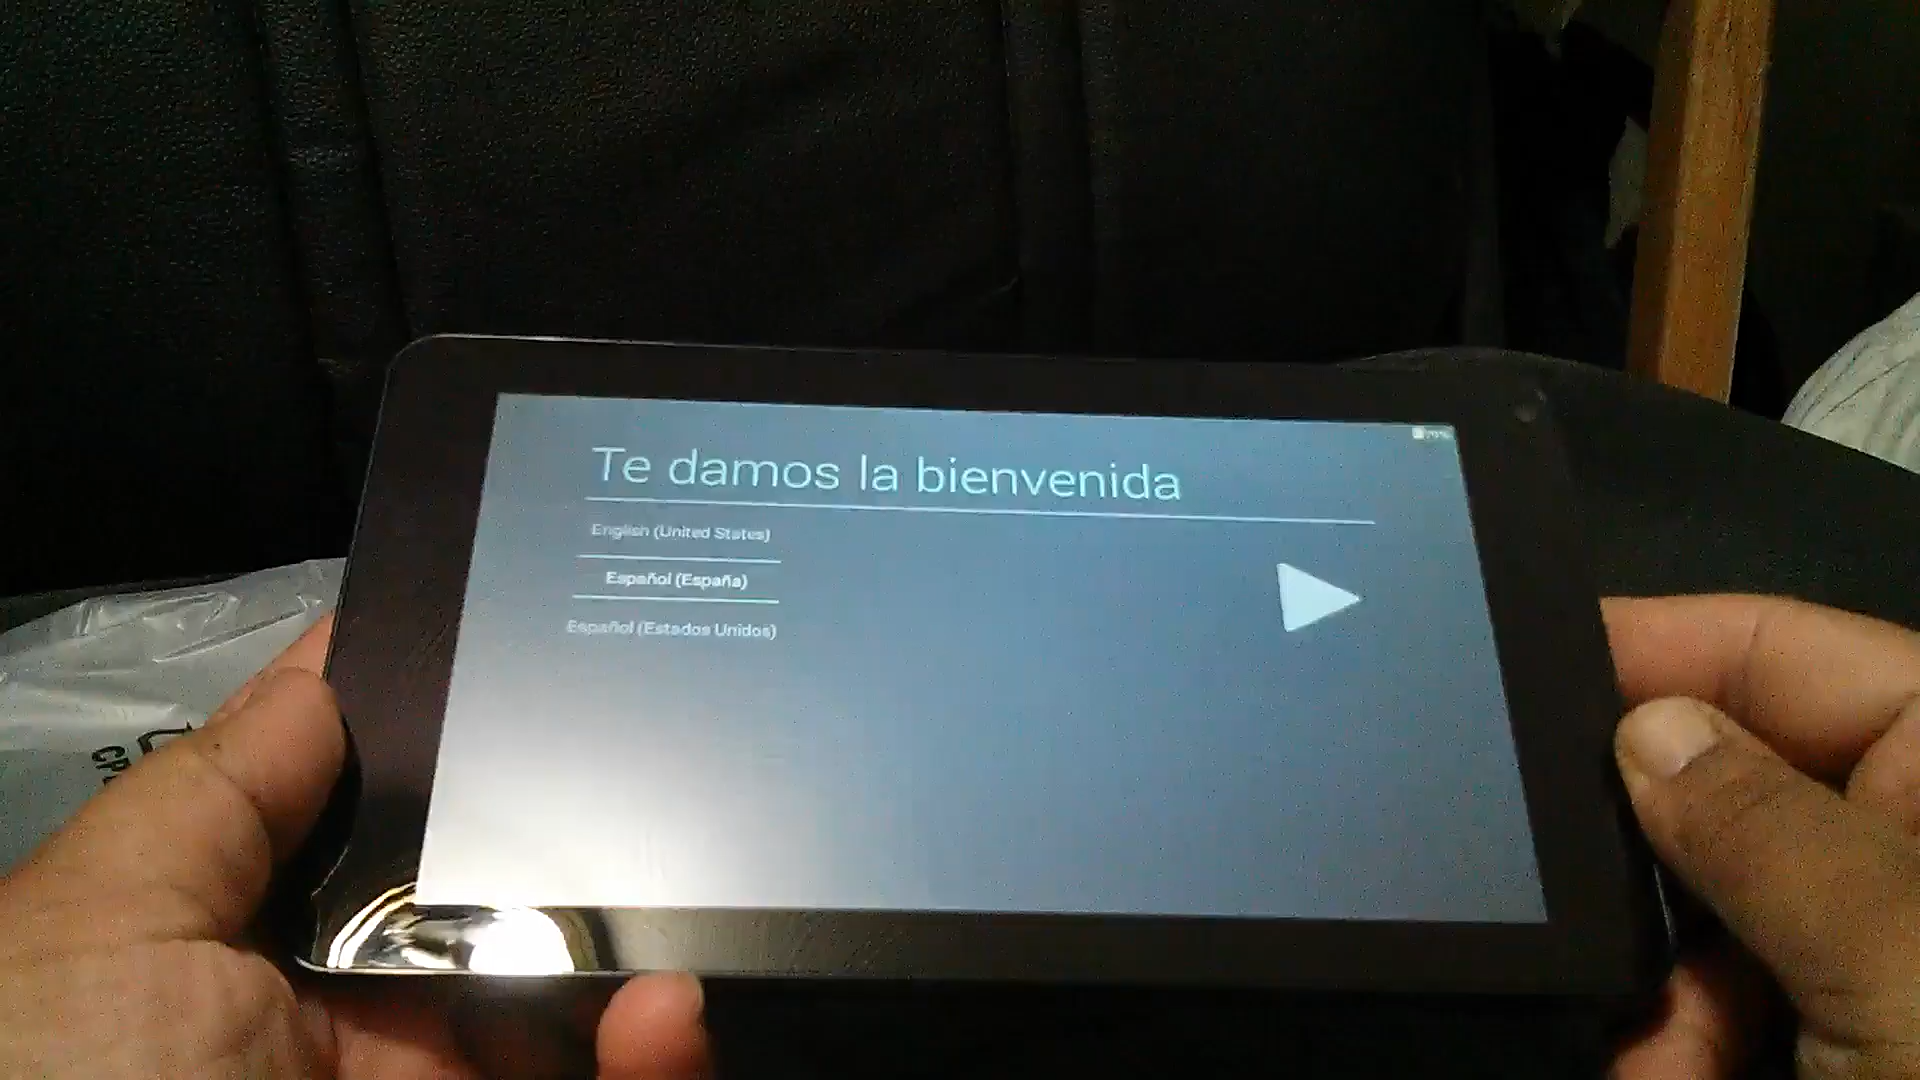 Te damos la bienvenida
English (United States)
Español (España)
Español (Estados Unidos)